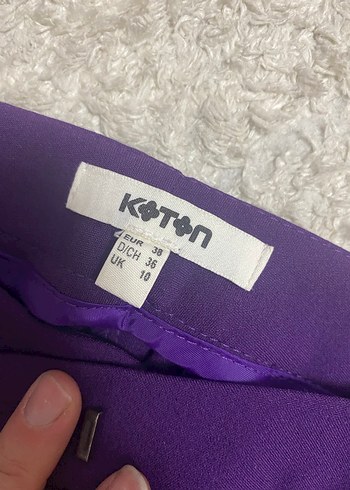 KOTON
EUR 38
D/CH 36
UK 10